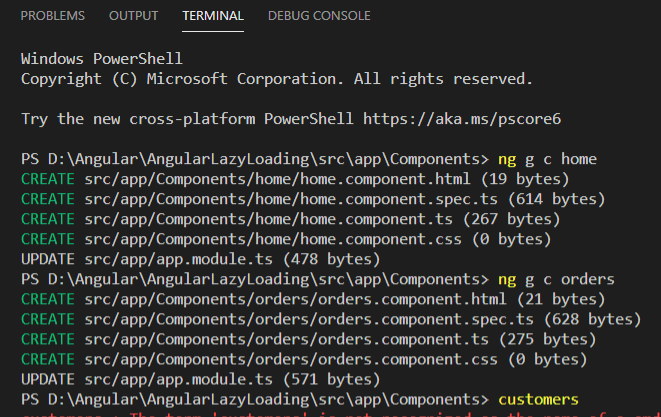 PROBLEMS OUTPUT TERMINAL DEBUG CONSOLE
Windows PowerShell
Copyright (C) Microsoft Corporation. All rights reserved.
Try the new cross-platform PowerShell https://aka.ms/pscore6
PS D:\Angular\AngularLazyLoading\src\app\Components> ng g c home
CREATE src/app/Components/home/home.component.html (19 bytes)
CREATE src/app/Components/home/home.component.spec.ts (614 bytes)
CREATE src/app/Components/home/home.component.ts (267 bytes)
CREATE src/app/Components/home/home.component.css (0 bytes)
UPDATE src/app/app.module.ts (478 bytes)
PS D:\Angular\AngularLazyLoading\src\app\Components> ng g c orders
CREATE src/app/Components/orders/orders.component.html (21 bytes)
CREATE src/app/Components/orders/orders.component.spec.ts (628 bytes)
CREATE src/app/Components/orders/orders.component.ts (275 bytes)
CREATE src/app/Components/orders/orders.component.css (0 bytes)
UPDATE src/app/app.module.ts (571 bytes)
PS D:\Angular\AngularLazyLoading\src\app\Components> customers